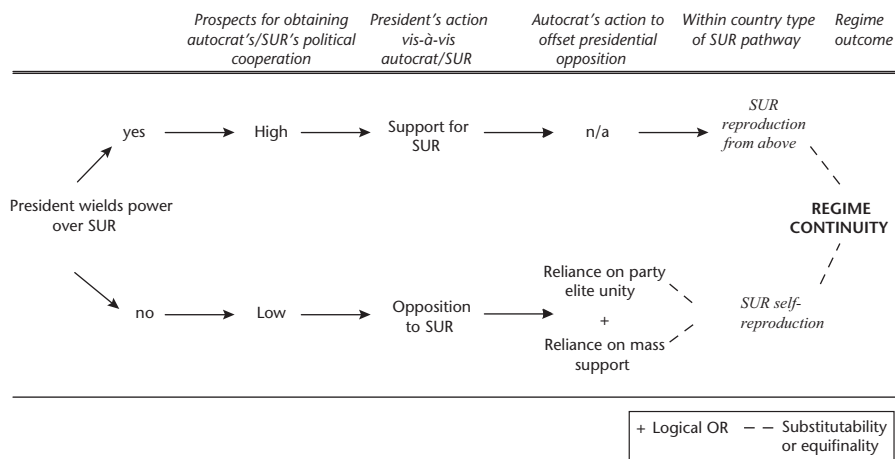 Prospects for obtaining
autocrat's/SUR's political
cooperation
President's action
vis-à-vis
autocrat/SUR
Autocrat's action to
offset presidential
opposition
Within country type
of SUR pathway
Regime
outcome
yes
High
Support for
SUR
n/a
SUR
reproduction
from above
President wields power
over SUR
REGIME
CONTINUITY
no
Low
Opposition
to SUR
Reliance on party
elite unity
+
Reliance on mass
support
SUR self-
reproduction
+ Logical OR – – Substitutability
or equifinality